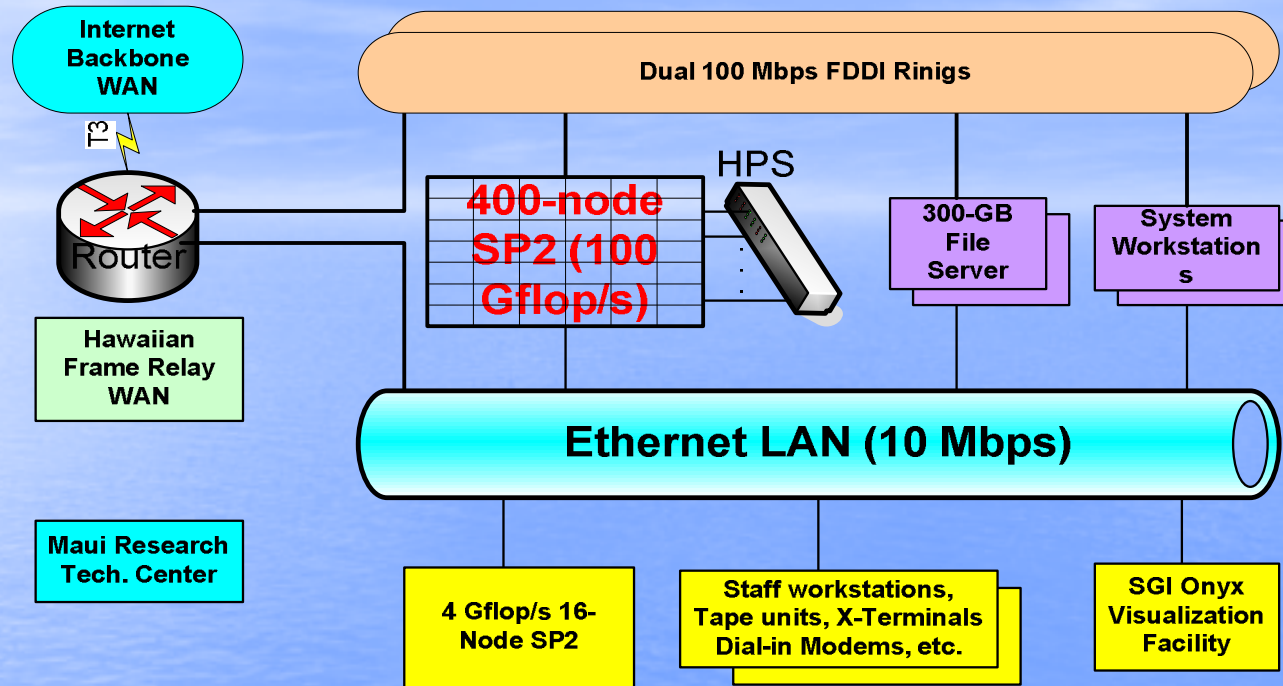 Internet
Backbone
WAN
Dual 100 Mbps FDDI Rinigs
T3
HPS
Router
400-node
SP2 (100
Gflop/s)
300-GB
File
Server
System
Workstation
s
Hawaiian
Frame Relay
WAN
Ethernet LAN (10 Mbps)
Maui Research
Tech. Center
4 Gflop/s 16-
Node SP2
Staff workstations,
Tape units, X-Terminals
Dial-in Modems, etc.
SGI Onyx
Visualization
Facility